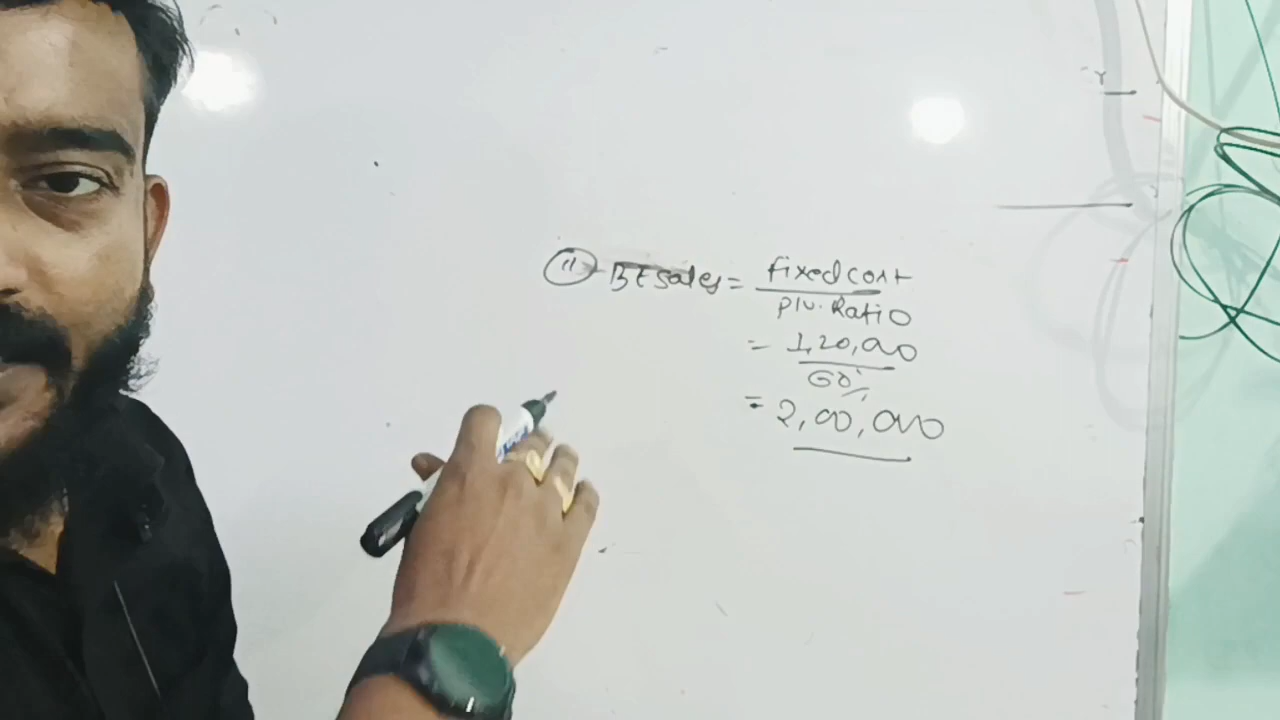 (ii) BE sales = fixed cost
P/V. Ratio
= 1,20,000
60%
= 2,00,000